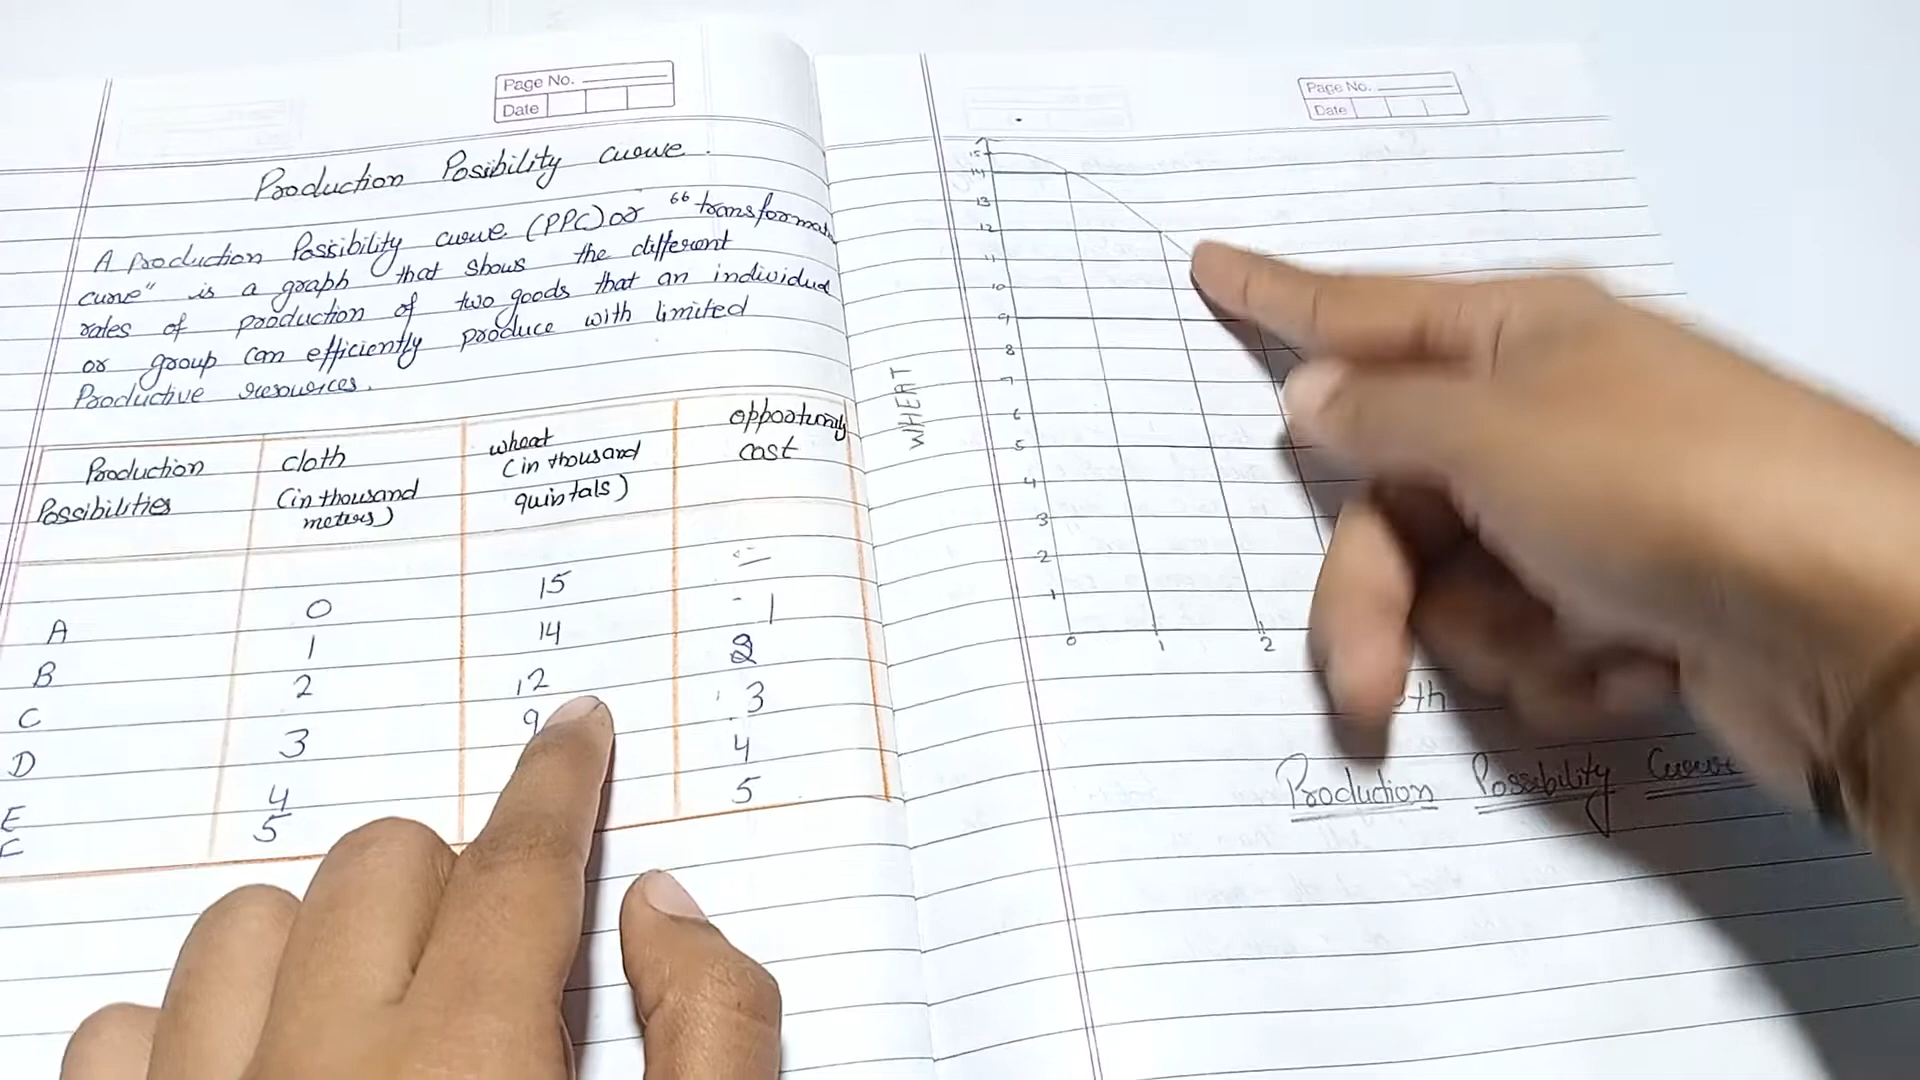 Page No.
Date
Production Possibility curve.
A Production Possibility curve (PPC) or "transformat
curve" is a graph that shows the different
rates of production of two goods that an individual
or group can efficiently produce with limited
Productive resources.
Production Possibilities
cloth (in thousand meters)
wheat (in thousand quintals)
opportunity cost
A 0 15
B 1 14 1
C 2 12 2
D 3 9 3
E 4 4
F 5 5
Page No.
Date
15
14
13
12
11
10
9
8
7
6
5
4
3
2
1
WHEAT
0 1 2
oth
Production Possibility Curve